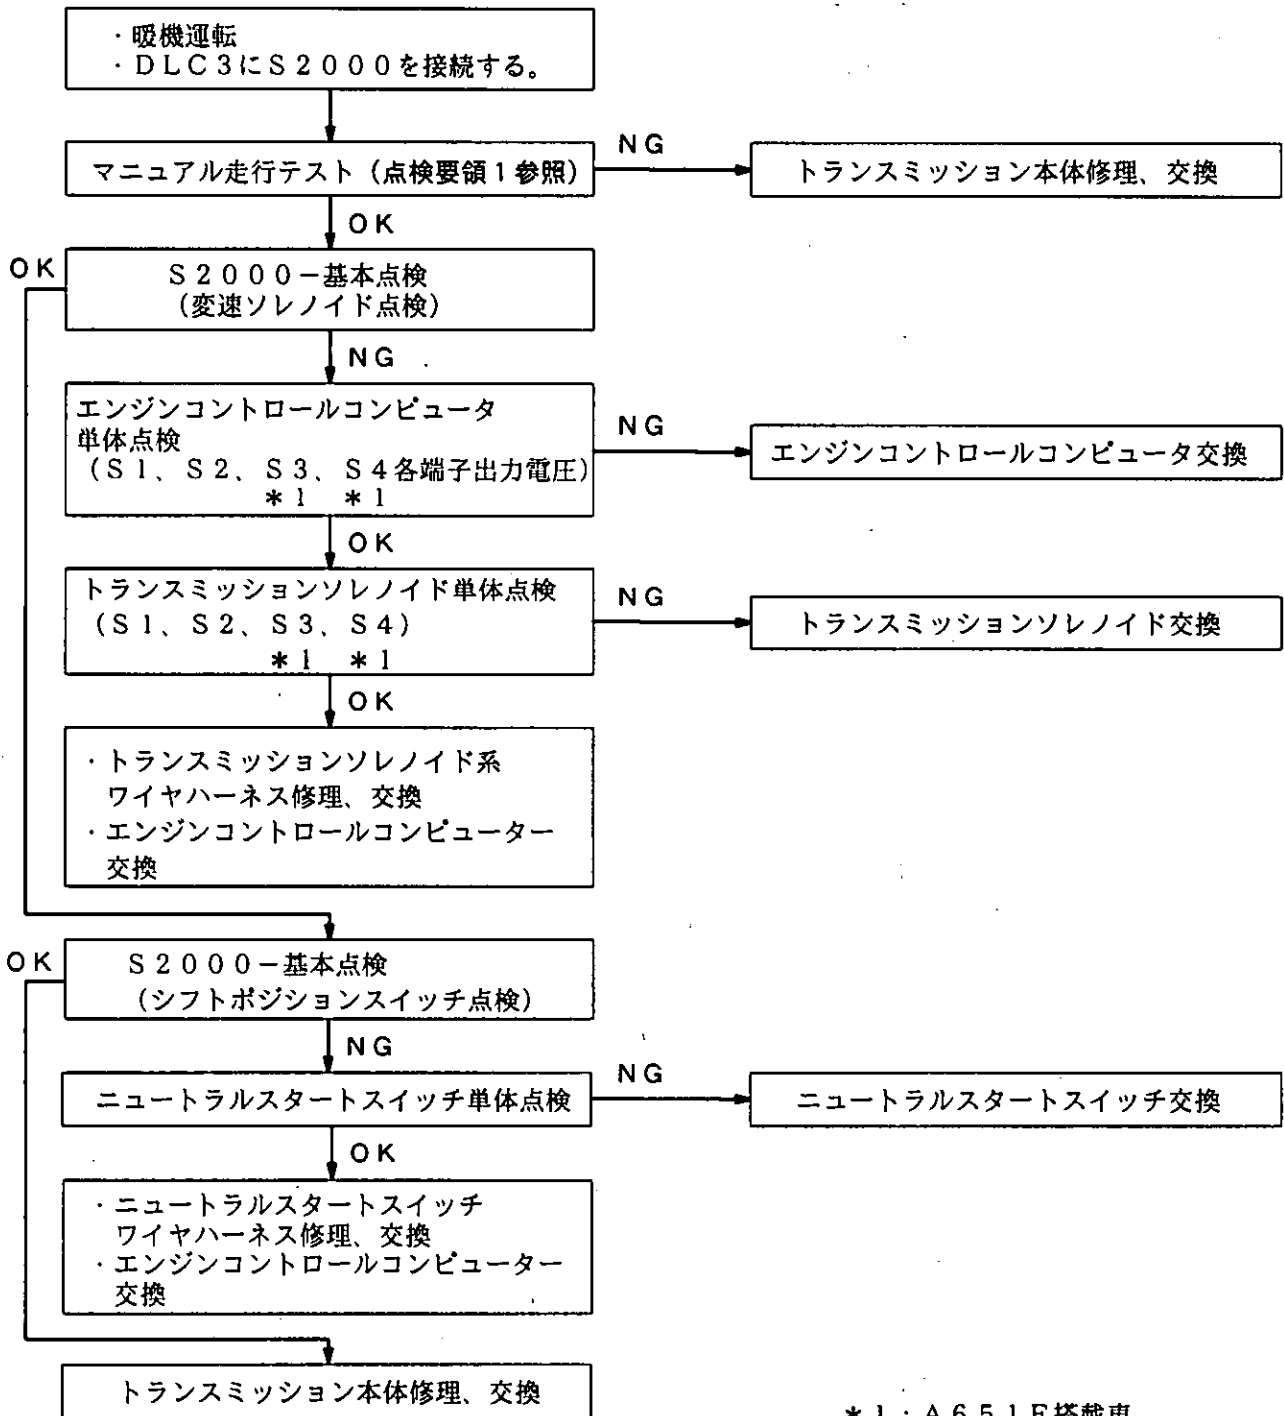 ・暖機運転
・DLC3にS2000を接続する。
マニュアル走行テスト(点検要領1参照)
NG
トランスミッション本体修理、交換
OK
OK
S2000-基本点検
(変速ソレノイド点検)
NG
エンジンコントロールコンピュータ
単体点検
(S1、S2、S3、S4各端子出力電圧)
*1 *1
NG
エンジンコントロールコンピュータ交換
OK
トランスミッションソレノイド単体点検
(S1、S2、S3、S4)
*1 *1
NG
トランスミッションソレノイド交換
OK
・トランスミッションソレノイド系
ワイヤハーネス修理、交換
・エンジンコントロールコンピューター
交換
OK
S2000-基本点検
(シフトポジションスイッチ点検)
NG
ニュートラルスタートスイッチ単体点検
NG
ニュートラルスタートスイッチ交換
OK
・ニュートラルスタートスイッチ
ワイヤハーネス修理、交換
・エンジンコントロールコンピューター
交換
トランスミッション本体修理、交換
*1:A651E搭載車